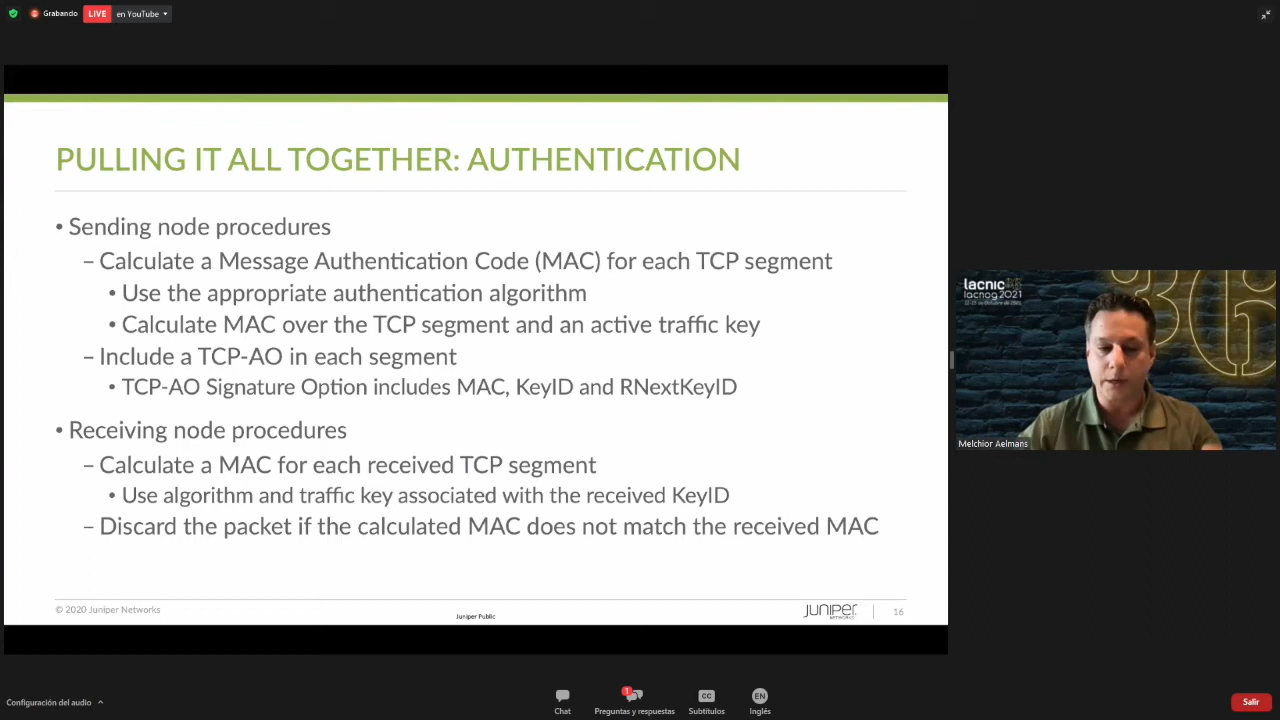 Grabando
LIVE
en YouTube
PULLING IT ALL TOGETHER: AUTHENTICATION
• Sending node procedures
– Calculate a Message Authentication Code (MAC) for each TCP segment
• Use the appropriate authentication algorithm
• Calculate MAC over the TCP segment and an active traffic key
– Include a TCP-AO in each segment
• TCP-AO Signature Option includes MAC, KeyID and RNextKeyID
• Receiving node procedures
– Calculate a MAC for each received TCP segment
• Use algorithm and traffic key associated with the received KeyID
– Discard the packet if the calculated MAC does not match the received MAC
© 2020 Juniper Networks
Juniper Public
JUNIPER
NETWORKS
16
lacnic36
lacnog2021
Melchior Aelmans
Configuración del audio
Chat
1
Preguntas y respuestas
CC
Subtítulos
EN
Inglés
Salir